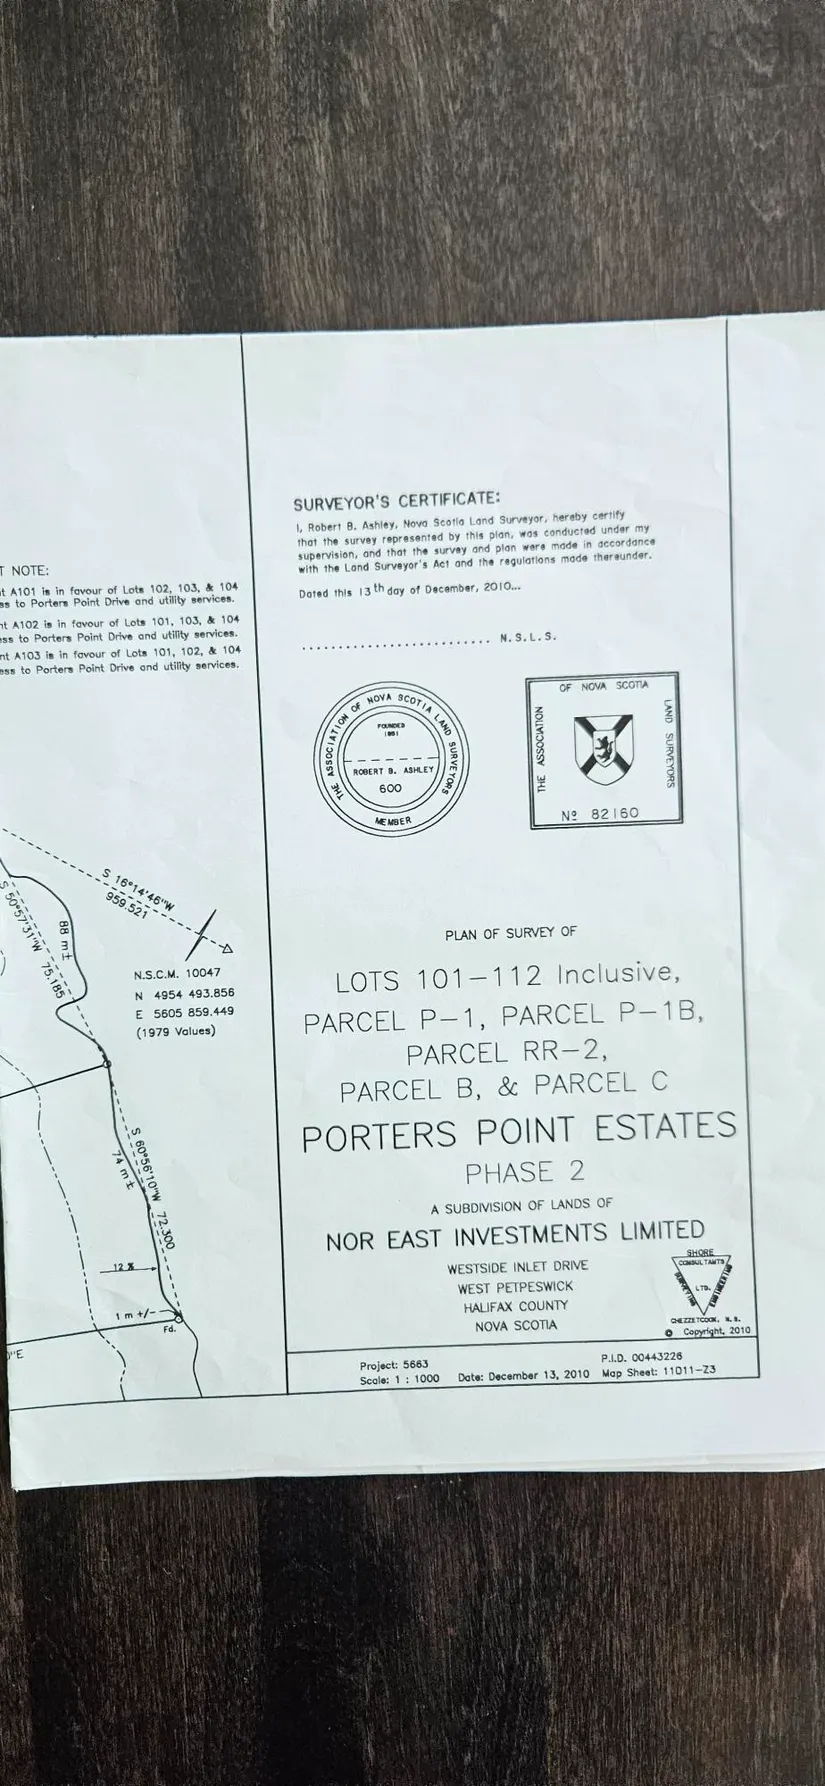 SURVEYOR'S CERTIFICATE:
I, Robert B. Ashley, Nova Scotia Land Surveyor, hereby certify
that the survey represented by this plan, was conducted under my
supervision, and that the survey and plan were made in accordance
with the Land Surveyor's Act and the regulations made thereunder.
Dated this 13th day of December, 2010...
N.S.L.S.
T NOTE:
nt A101 is in favour of Lots 102, 103, & 104
ss to Porters Point Drive and utility services.
nt A102 is in favour of Lots 101, 103, & 104
ess to Porters Point Drive and utility services.
nt A103 is in favour of Lots 101, 102, & 104
ess to Porters Point Drive and utility services.
THE ASSOCIATION OF NOVA SCOTIA LAND SURVEYORS
FOUNDED
1951
ROBERT B. ASHLEY
600
MEMBER
THE ASSOCIATION
OF NOVA SCOTIA
LAND SURVEYORS
Nº 82160
S 16°14'46"W
959.521
S 50°57'31"W 75.185
88 m±
N.S.C.M. 10047
N 4954 493.856
E 5605 859.449
(1979 Values)
S 60°56'10"W 72.300
74 m±
12 %
1 m +/-
Fd.
"E
PLAN OF SURVEY OF
LOTS 101-112 Inclusive,
PARCEL P-1, PARCEL P-1B,
PARCEL RR-2,
PARCEL B, & PARCEL C
PORTERS POINT ESTATES
PHASE 2
A SUBDIVISION OF LANDS OF
NOR EAST INVESTMENTS LIMITED
WESTSIDE INLET DRIVE
WEST PETPESWICK
HALIFAX COUNTY
NOVA SCOTIA
SHORE
CONSULTANTS
LTD.
SURVEYING
ENGINEERING
CHEZZETCOOK, N.S.
© Copyright, 2010
Project: 5663
P.I.D. 00443226
Scale: 1 : 1000 Date: December 13, 2010 Map Sheet: 11011-Z3